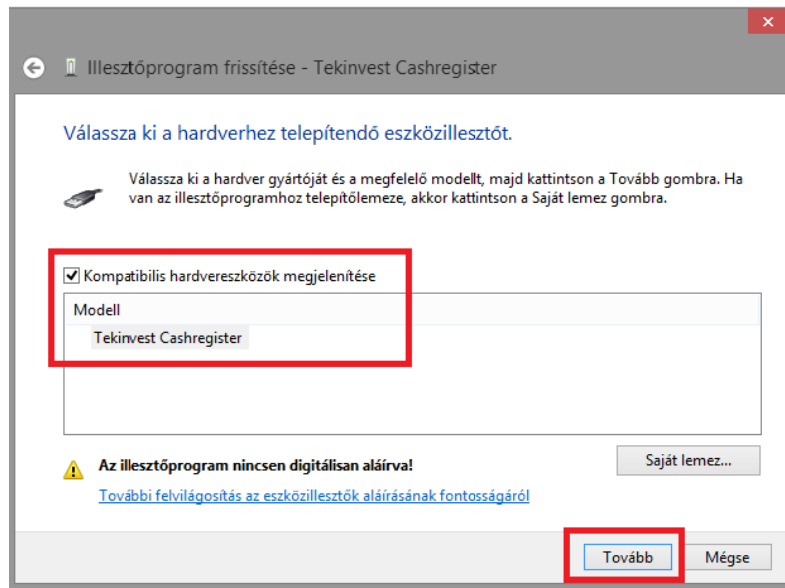 Illesztőprogram frissítése - Tekinvest Cashregister
Válassza ki a hardverhez telepítendő eszközillesztőt.
Válassza ki a hardver gyártóját és a megfelelő modellt, majd kattintson a Tovább gombra. Ha
van az illesztőprogramhoz telepítőlemeze, akkor kattintson a Saját lemez gombra.
Kompatibilis hardvereszközök megjelenítése
Modell
Tekinvest Cashregister
Az illesztőprogram nincsen digitálisan aláírva!
Saját lemez...
További felvilágosítás az eszközillesztők aláírásának fontosságáról
Tovább Mégse